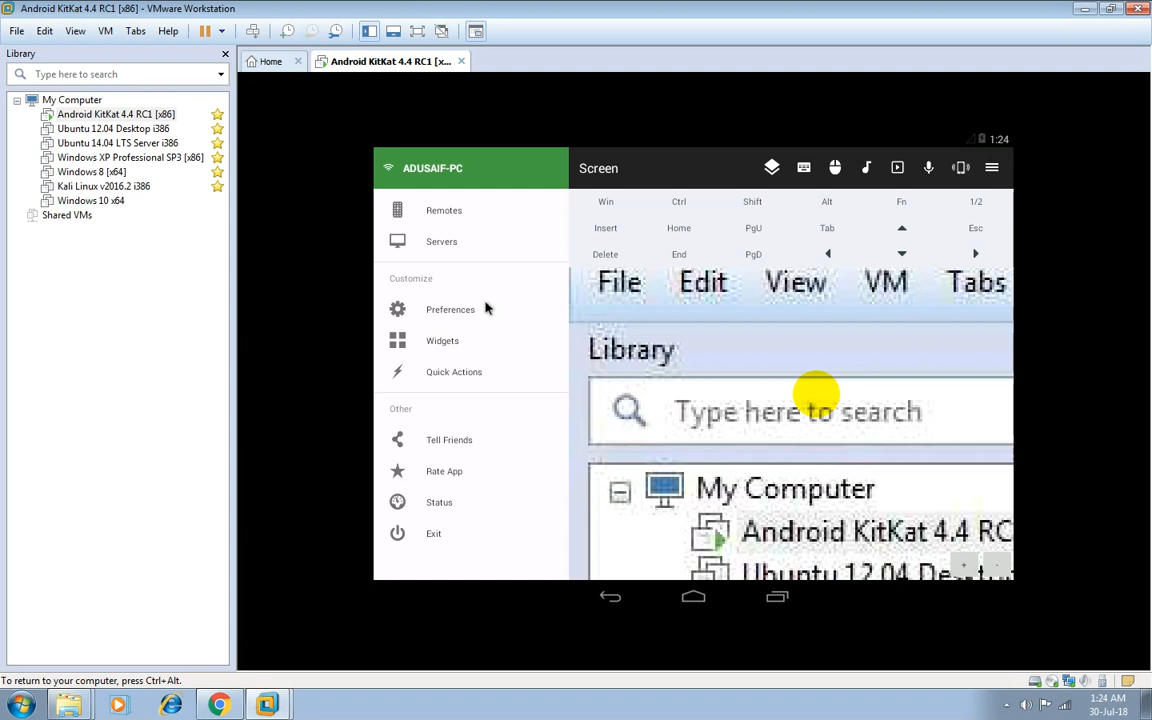 Android KitKat 4.4 RC1 [x86] - VMware Workstation
File Edit View VM Tabs Help
Library
Home
Android KitKat 4.4 RC1 [x...
Type here to search
My Computer
Android KitKat 4.4 RC1 [x86]
Ubuntu 12.04 Desktop i386
Ubuntu 14.04 LTS Server i386
Windows XP Professional SP3 [x86]
Windows 8 [x64]
Kali Linux v2016.2 i386
Windows 10 x64
Shared VMs
1:24
ADUSAIF-PC
Screen
Remotes
Servers
Customize
Preferences
Widgets
Quick Actions
Other
Tell Friends
Rate App
Status
Exit
Win Ctrl Shift Alt Fn 1/2
Insert Home PgU Tab Esc
Delete End PgD
File Edit View VM Tabs
Library
Type here to search
My Computer
Android KitKat 4.4 RC
Ubuntu 12.04 Des
+ -
To return to your computer, press Ctrl+Alt.
1:24 AM
30-Jul-18